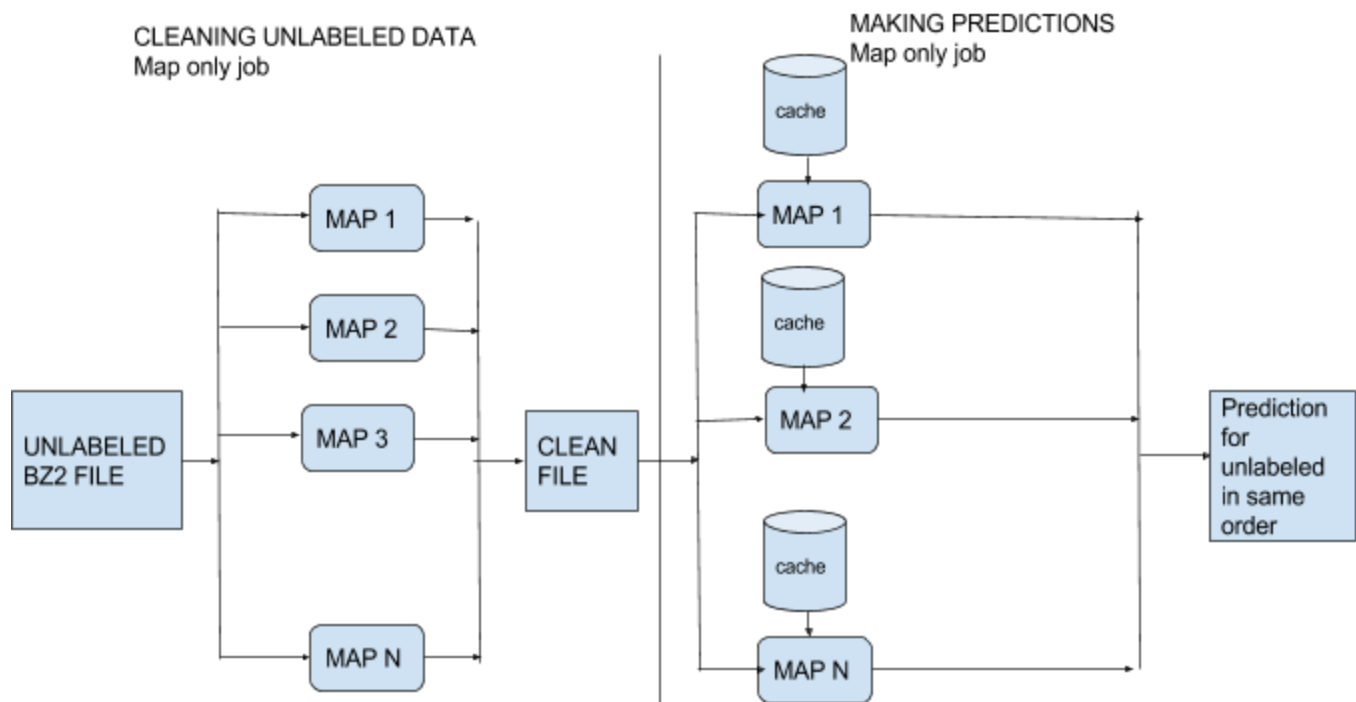 CLEANING UNLABELED DATA
Map only job
MAKING PREDICTIONS
Map only job
cache
MAP 1
MAP 1
cache
MAP 2
MAP 2
MAP 3
UNLABELED
BZ2 FILE
CLEAN
FILE
Prediction
for
unlabeled
in same
order
cache
MAP N
MAP N